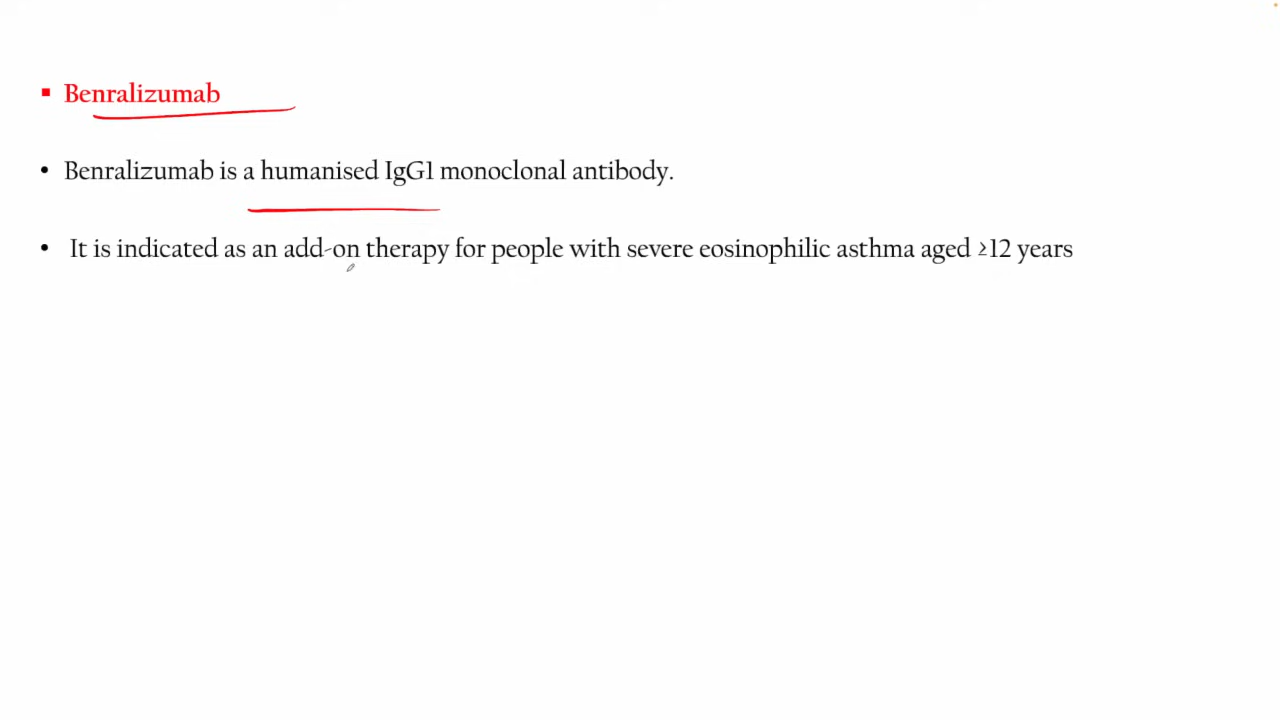 ▪ Benralizumab
• Benralizumab is a humanised IgG1 monoclonal antibody.
• It is indicated as an add-on therapy for people with severe eosinophilic asthma aged ≥12 years